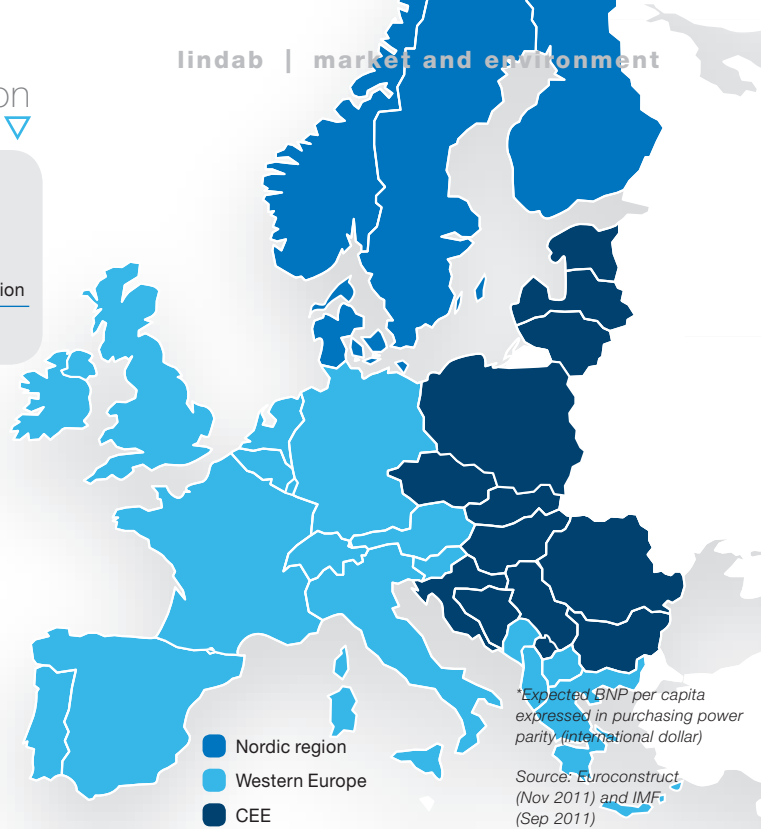 lindab | market and environment
on
ion
Nordic region
Western Europe
CEE
*Expected BNP per capita
expressed in purchasing power
parity (international dollar)
Source: Euroconstruct
(Nov 2011) and IMF
(Sep 2011)